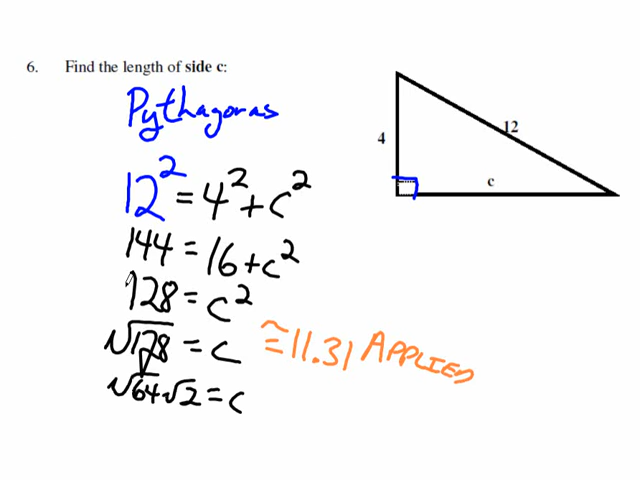 6. Find the length of side c:
Pythagoras
4
12
c
12² = 4² + c²
144 = 16 + c²
128 = c²
√128 = c ≅ 11.31 APPLIED
√64 √2 = c